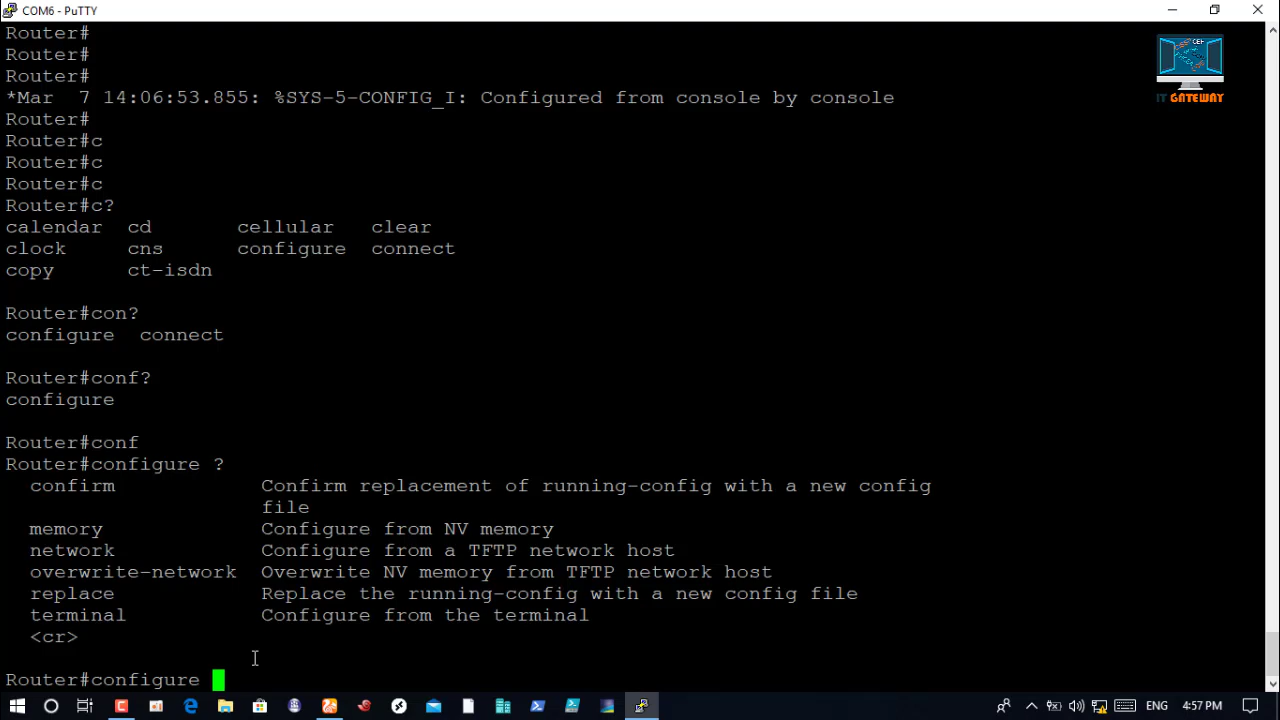 COM6 - PuTTY
Router#
Router#
Router#
*Mar  7 14:06:53.855: %SYS-5-CONFIG_I: Configured from console by console
Router#
Router#c
Router#c
Router#c
Router#c?
calendar  cd       cellular  clear
clock     cns      configure  connect
copy      ct-isdn

Router#con?
configure  connect

Router#conf?
configure

Router#conf
Router#configure ?
  confirm            Confirm replacement of running-config with a new config
                     file
  memory             Configure from NV memory
  network            Configure from a TFTP network host
  overwrite-network  Overwrite NV memory from TFTP network host
  replace            Replace the running-config with a new config file
  terminal           Configure from the terminal
  <cr>

Router#configure
CEF
IT GATEWAY
ENG
4:57 PM